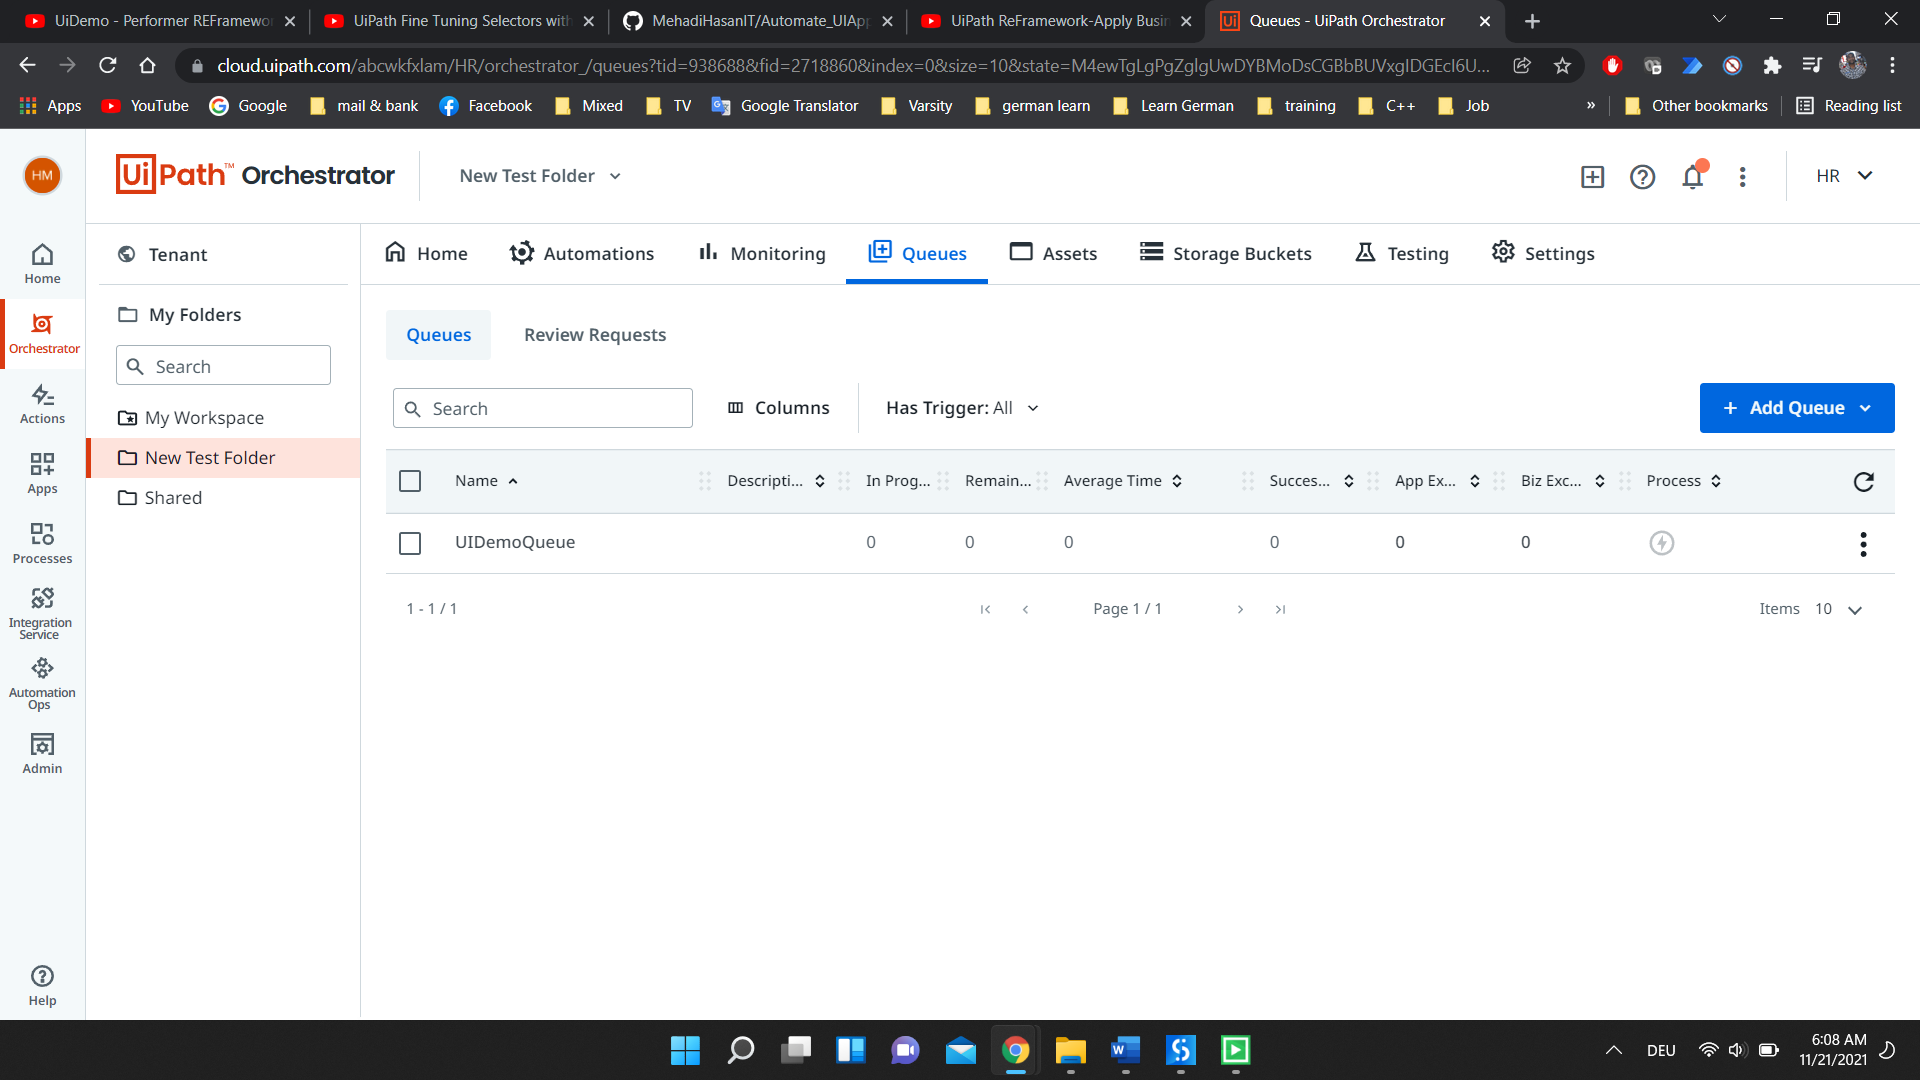 UiDemo - Performer REFramewor
UiPath Fine Tuning Selectors with
MehadiHasanIT/Automate_UIApp
UiPath ReFramework-Apply Busin
Ui Queues - UiPath Orchestrator
cloud.uipath.com/abcwkfxlam/HR/orchestrator_/queues?tid=938688&fid=2718860&index=0&size=10&state=M4ewTgLgPgZglgUwDYBMoDsCGBbBUVxgIDGEcI6U...
Apps YouTube Google mail & bank Facebook Mixed TV Google Translator Varsity german learn Learn German training C++ Job » Other bookmarks Reading list
HM
UiPath™ Orchestrator
New Test Folder
HR
Home
Orchestrator
Actions
Apps
Processes
Integration
Service
Automation
Ops
Admin
Help
Tenant
My Folders
Search
My Workspace
New Test Folder
Shared
Home Automations Monitoring Queues Assets Storage Buckets Testing Settings
Queues Review Requests
Search Columns Has Trigger: All + Add Queue
Name Descripti... In Prog... Remain... Average Time Succes... App Ex... Biz Exc... Process
UIDemoQueue 0 0 0 0 0 0
1 - 1 / 1 Page 1 / 1 Items 10
DEU
6:08 AM
11/21/2021